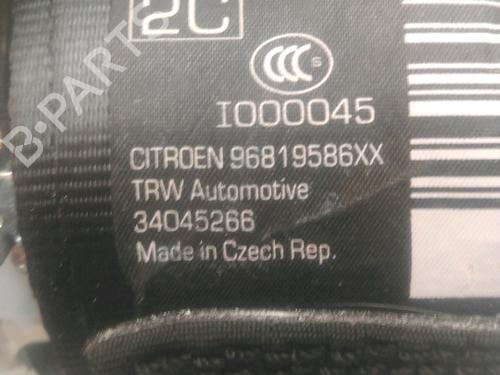 2C
CCC S
I000045
CITROEN 96819586XX
TRW Automotive
34045266
Made in Czech Rep.
B-PARTS